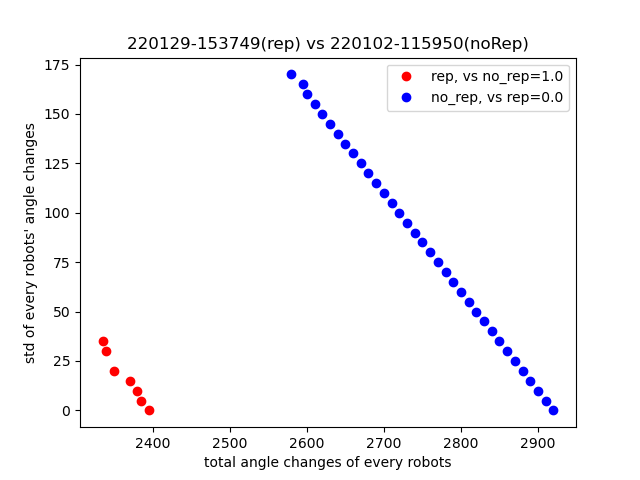 220129-153749(rep) vs 220102-115950(noRep)
rep, vs no_rep=1.0
no_rep, vs rep=0.0
std of every robots' angle changes
175
150
125
100
75
50
25
0
2400 2500 2600 2700 2800 2900
total angle changes of every robots